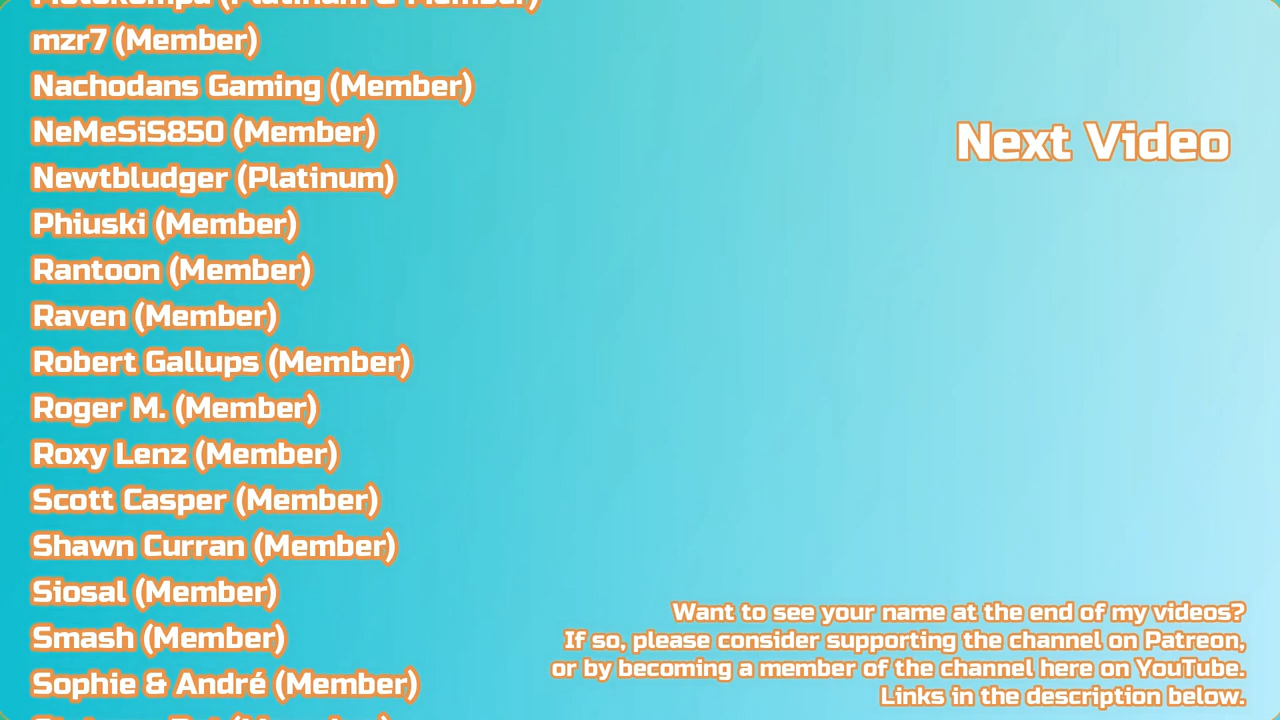 (Platinum & Member)
mzr7 (Member)
Nachodans Gaming (Member)
NeMeSiS850 (Member)
Newtbludger (Platinum)
Phiuski (Member)
Rantoon (Member)
Raven (Member)
Robert Gallups (Member)
Roger M. (Member)
Roxy Lenz (Member)
Scott Casper (Member)
Shawn Curran (Member)
Siosal (Member)
Smash (Member)
Sophie & André (Member)
Next Video
Want to see your name at the end of my videos?
If so, please consider supporting the channel on Patreon,
or by becoming a member of the channel here on YouTube.
Links in the description below.